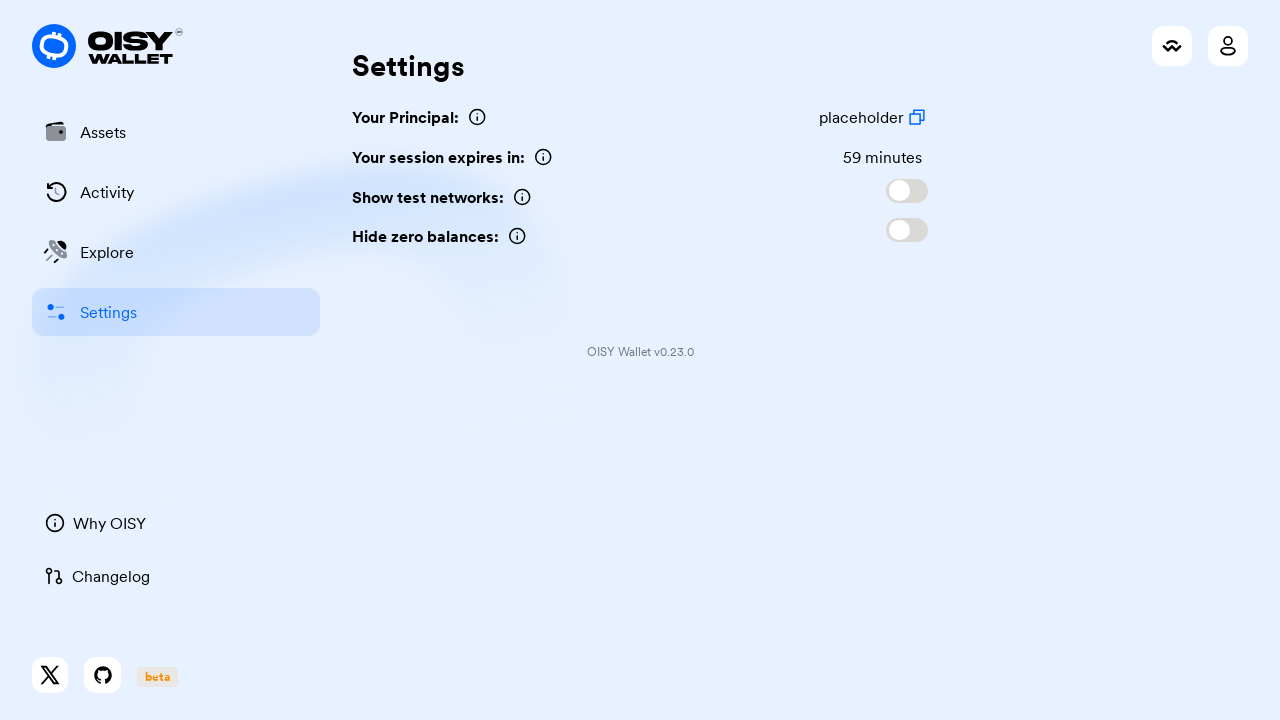 OISY
WALLET
Settings
Your Principal:
placeholder
Your session expires in:
59 minutes
Show test networks:
Hide zero balances:
Assets
Activity
Explore
Settings
OISY Wallet v0.23.0
Why OISY
Changelog
beta